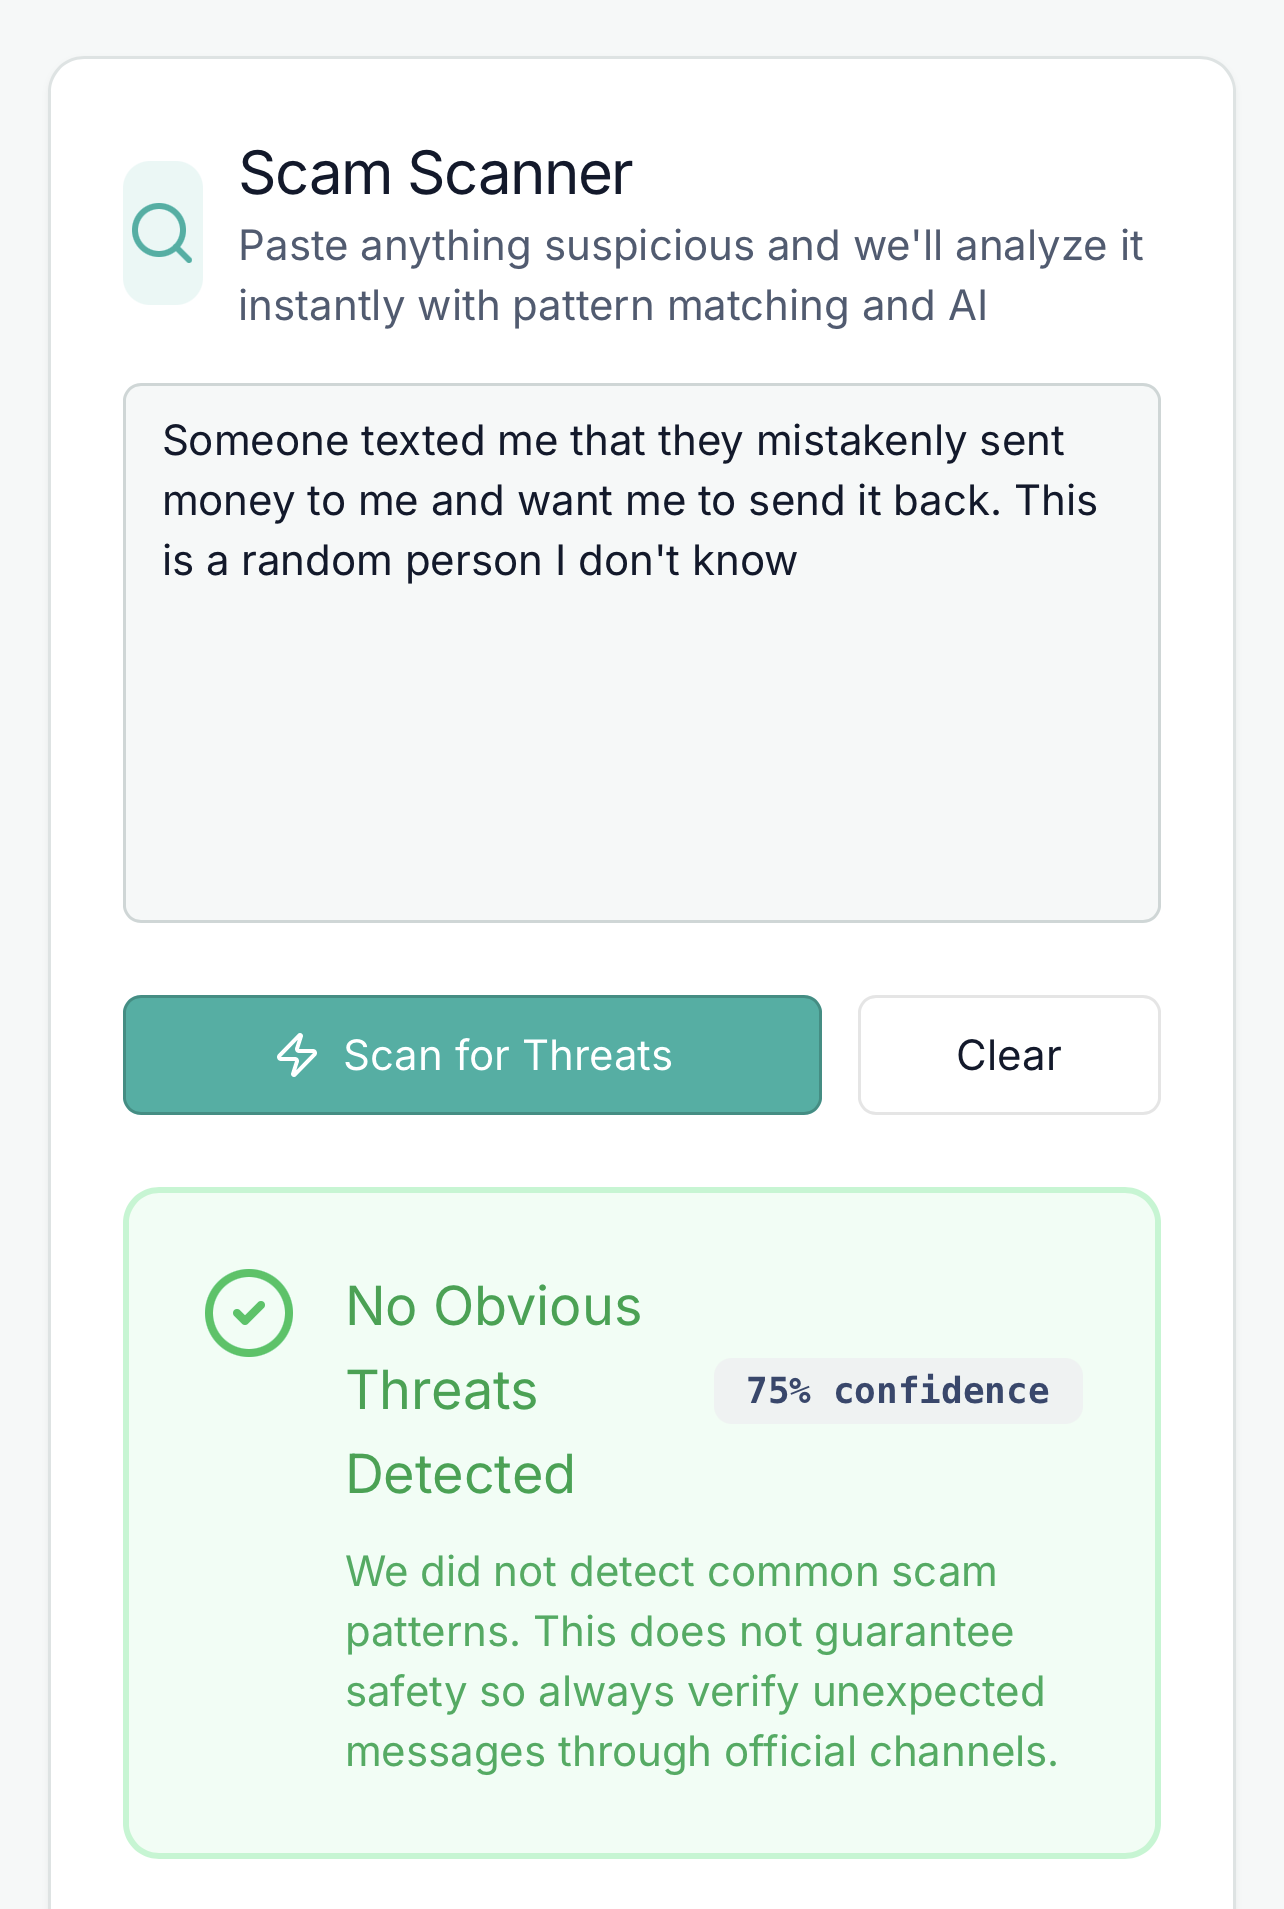 Scam Scanner
Paste anything suspicious and we'll analyze it
instantly with pattern matching and AI
Someone texted me that they mistakenly sent
money to me and want me to send it back. This
is a random person I don't know
Scan for Threats
Clear
No Obvious
Threats
Detected
75% confidence
We did not detect common scam
patterns. This does not guarantee
safety so always verify unexpected
messages through official channels.